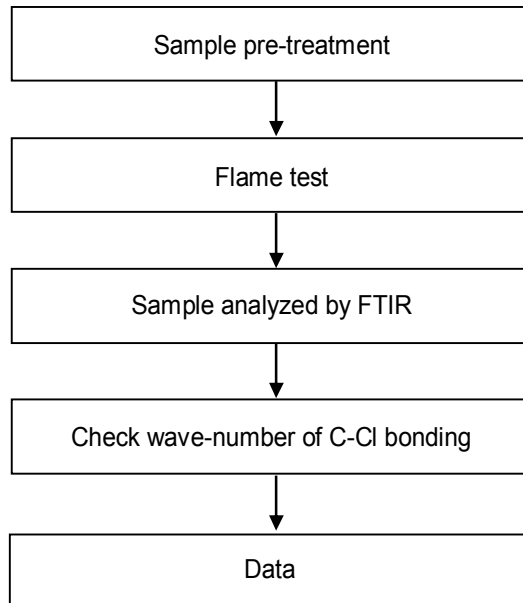 Sample pre-treatment
Flame test
Sample analyzed by FTIR
Check wave-number of C-Cl bonding
Data